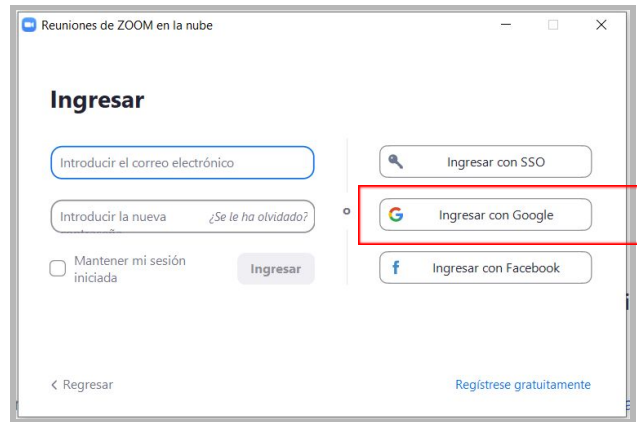 Reuniones de ZOOM en la nube
Ingresar
Introducir el correo electrónico
Introducir la nueva
¿Se le ha olvidado?
Mantener mi sesión
iniciada
Ingresar
o
Ingresar con SSO
Ingresar con Google
Ingresar con Facebook
< Regresar
Regístrese gratuitamente